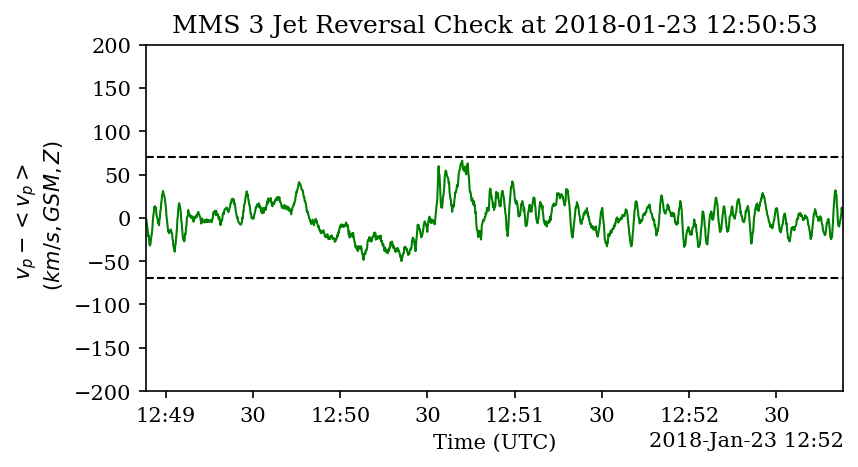 MMS 3 Jet Reversal Check at 2018-01-23 12:50:53
200
150
100
50
0
−50
−100
−150
−200
v_p − < v_p >
(km/s, GSM, Z)
12:49 30 12:50 30 12:51 30 12:52 30
Time (UTC)
2018-Jan-23 12:52